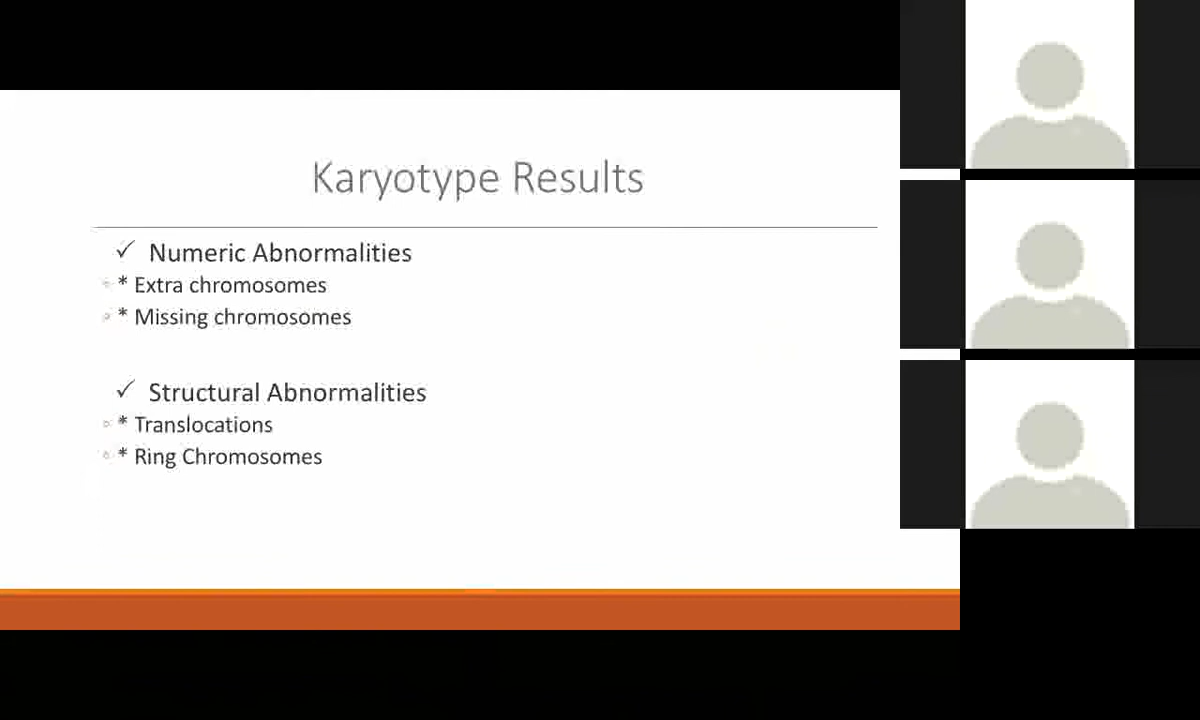 Karyotype Results
✓ Numeric Abnormalities
* Extra chromosomes
* Missing chromosomes
✓ Structural Abnormalities
* Translocations
* Ring Chromosomes